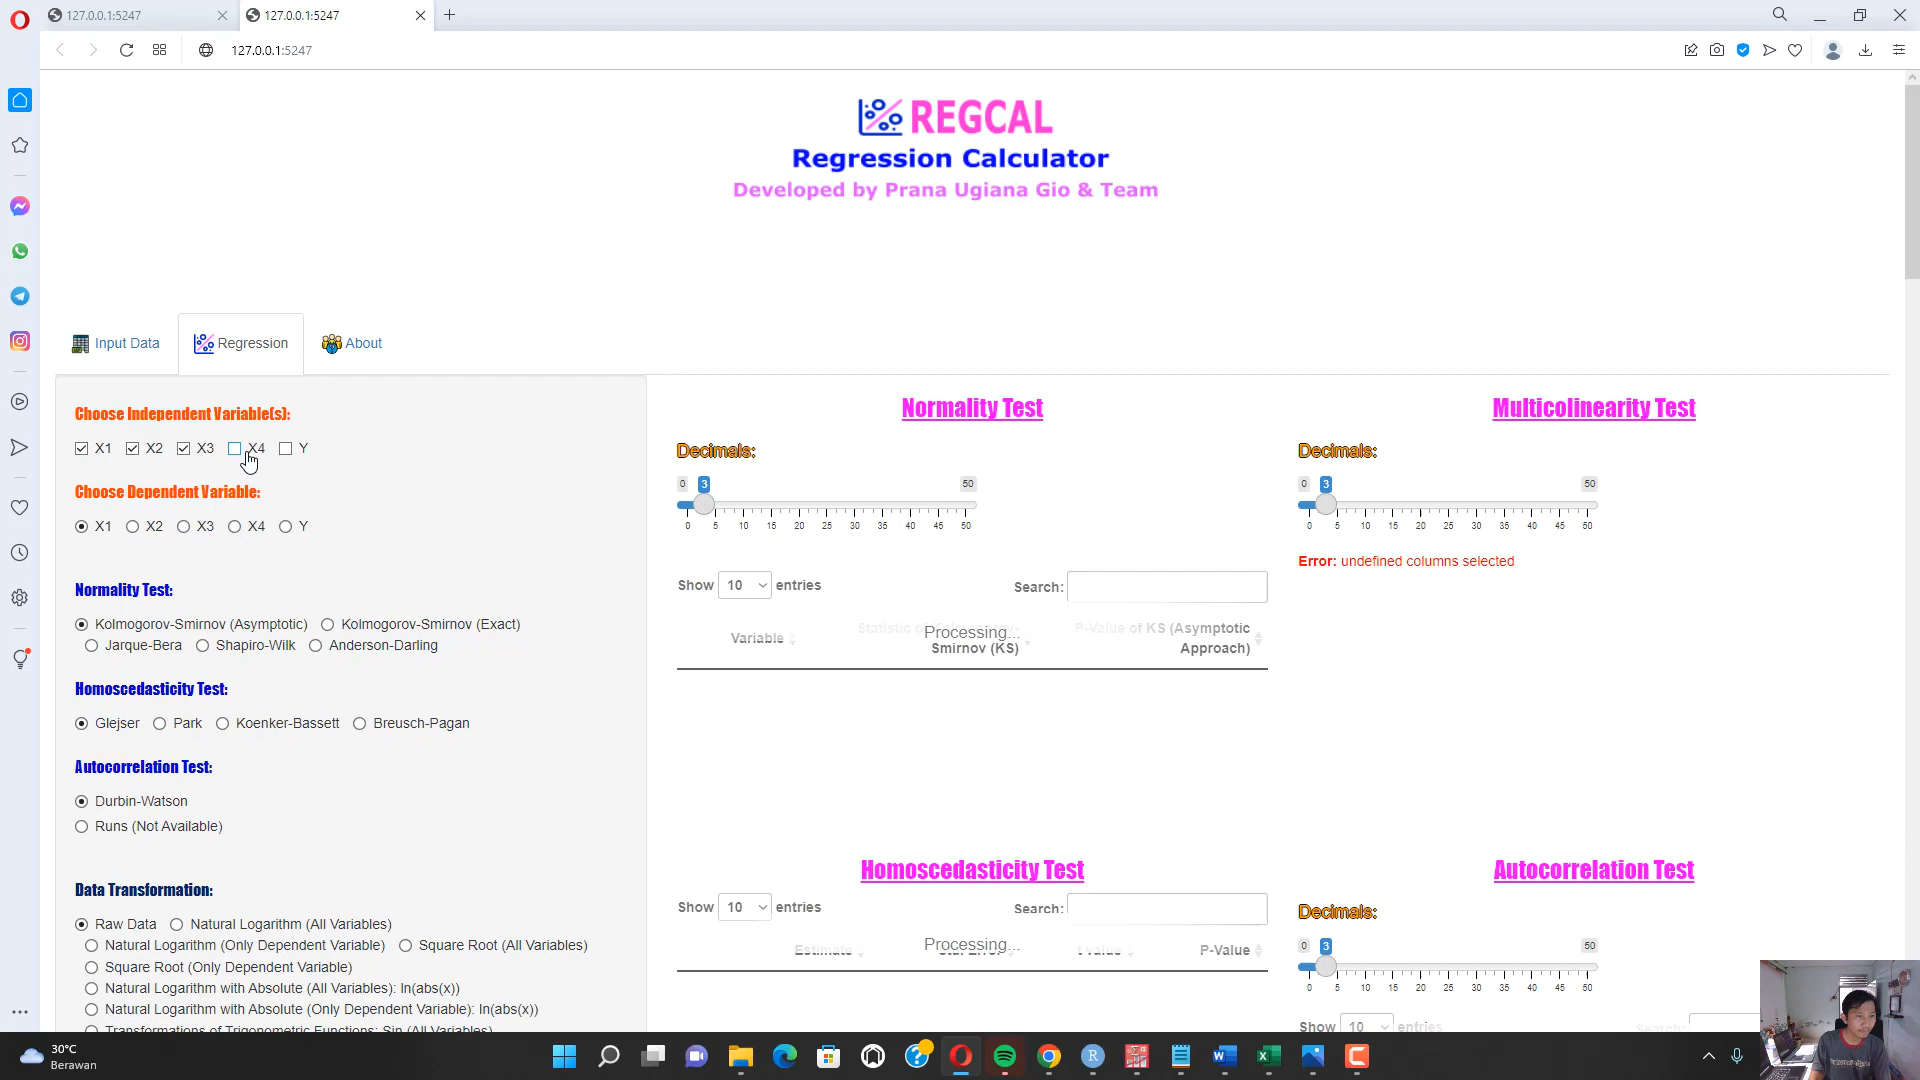 127.0.0.1:5247
127.0.0.1:5247
127.0.0.1:5247
REGCAL
Regression Calculator
Developed by Prana Ugiana Gio & Team
Input Data
Regression
About
Choose Independent Variable(s):
X1 X2 X3 X4 Y
Choose Dependent Variable:
X1 X2 X3 X4 Y
Normality Test:
Kolmogorov-Smirnov (Asymptotic) Kolmogorov-Smirnov (Exact)
Jarque-Bera Shapiro-Wilk Anderson-Darling
Homoscedasticity Test:
Glejser Park Koenker-Bassett Breusch-Pagan
Autocorrelation Test:
Durbin-Watson
Runs (Not Available)
Data Transformation:
Raw Data Natural Logarithm (All Variables)
Natural Logarithm (Only Dependent Variable) Square Root (All Variables)
Square Root (Only Dependent Variable)
Natural Logarithm with Absolute (All Variables): ln(abs(x))
Natural Logarithm with Absolute (Only Dependent Variable): ln(abs(x))
Transformations of Trigonometric Functions: Sin (All Variables)
Normality Test
Decimals:
0 3 50
0 5 10 15 20 25 30 35 40 45 50
Show 10 entries
Search:
Processing...
Variable
Smirnov (KS)
P-Value of KS (Asymptotic
Approach)
Multicolinearity Test
Decimals:
0 3 50
0 5 10 15 20 25 30 35 40 45 50
Error: undefined columns selected
Homoscedasticity Test
Show 10 entries
Search:
Processing...
Estimate Std. Error t value P-Value
Autocorrelation Test
Decimals:
0 3 50
0 5 10 15 20 25 30 35 40 45 50
Show 10 entries
30°C
Berawan